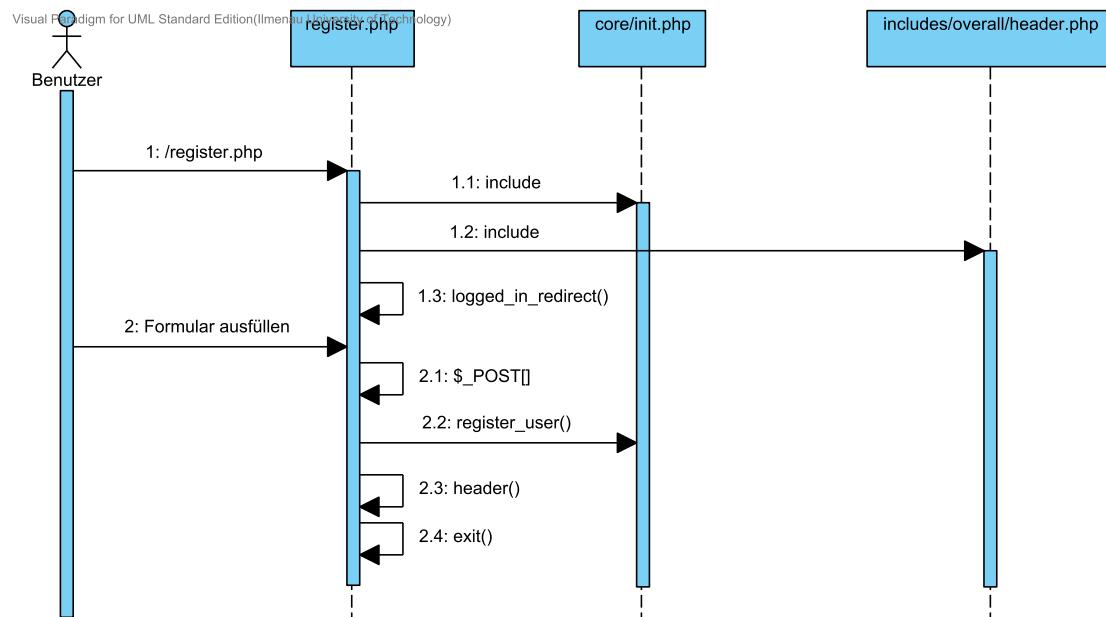 Visual Paradigm for UML Standard Edition(Ilmenau University of Technology)
register.php
core/init.php
includes/overall/header.php
Benutzer
1: /register.php
1.1: include
1.2: include
1.3: logged_in_redirect()
2: Formular ausfüllen
2.1: $_POST[]
2.2: register_user()
2.3: header()
2.4: exit()